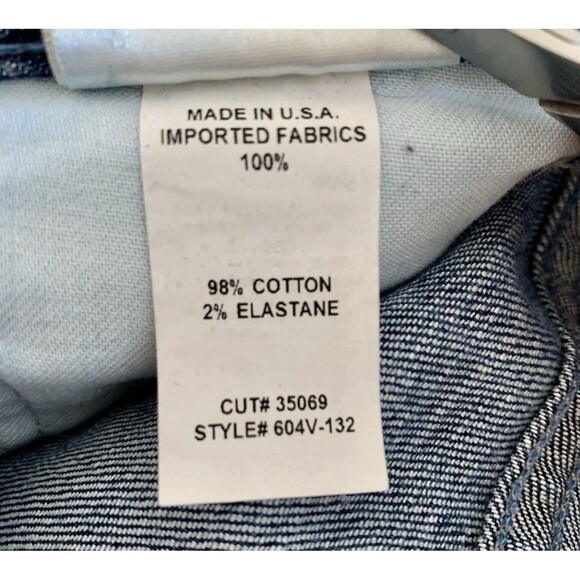 MADE IN U.S.A.
IMPORTED FABRICS
100%
98% COTTON
2% ELASTANE
CUT# 35069
STYLE# 604V-132